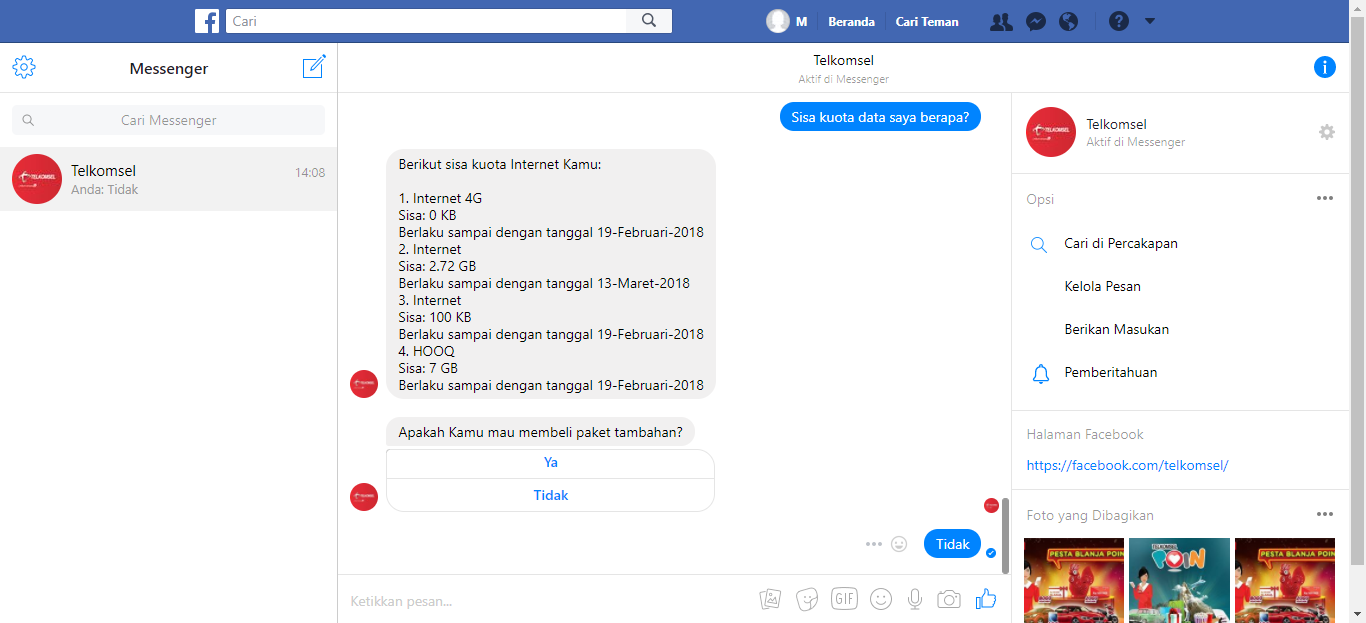 Cari
M
Beranda
Cari Teman
Messenger
Telkomsel
Aktif di Messenger
Cari Messenger
Telkomsel
14:08
Anda: Tidak
Sisa kuota data saya berapa?
Berikut sisa kuota Internet Kamu:
1. Internet 4G
Sisa: 0 KB
Berlaku sampai dengan tanggal 19-Februari-2018
2. Internet
Sisa: 2.72 GB
Berlaku sampai dengan tanggal 13-Maret-2018
3. Internet
Sisa: 100 KB
Berlaku sampai dengan tanggal 19-Februari-2018
4. HOOQ
Sisa: 7 GB
Berlaku sampai dengan tanggal 19-Februari-2018
Apakah Kamu mau membeli paket tambahan?
Ya
Tidak
Tidak
Ketikkan pesan...
GIF
TELKOMSEL
Telkomsel
Aktif di Messenger
Opsi
Cari di Percakapan
Kelola Pesan
Berikan Masukan
Pemberitahuan
Halaman Facebook
https://facebook.com/telkomsel/
Foto yang Dibagikan
PESTA BLANJA POIN
TELKOMSEL
POIN
PESTA BLANJA POIN